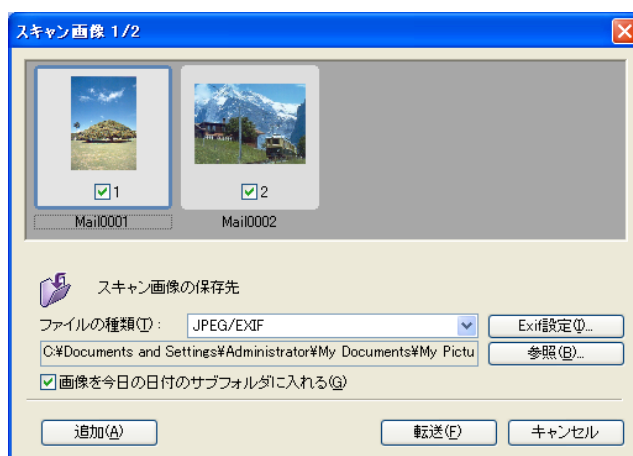 スキャン画像 1/2
1
2
Mail0001
Mail0002
スキャン画像の保存先
ファイルの種類(T):
JPEG/EXIF
Exif設定(I)...
C:¥Documents and Settings¥Administrator¥My Documents¥My Pictu
参照(B)...
画像を今日の日付のサブフォルダに入れる(G)
追加(A)
転送(F)
キャンセル